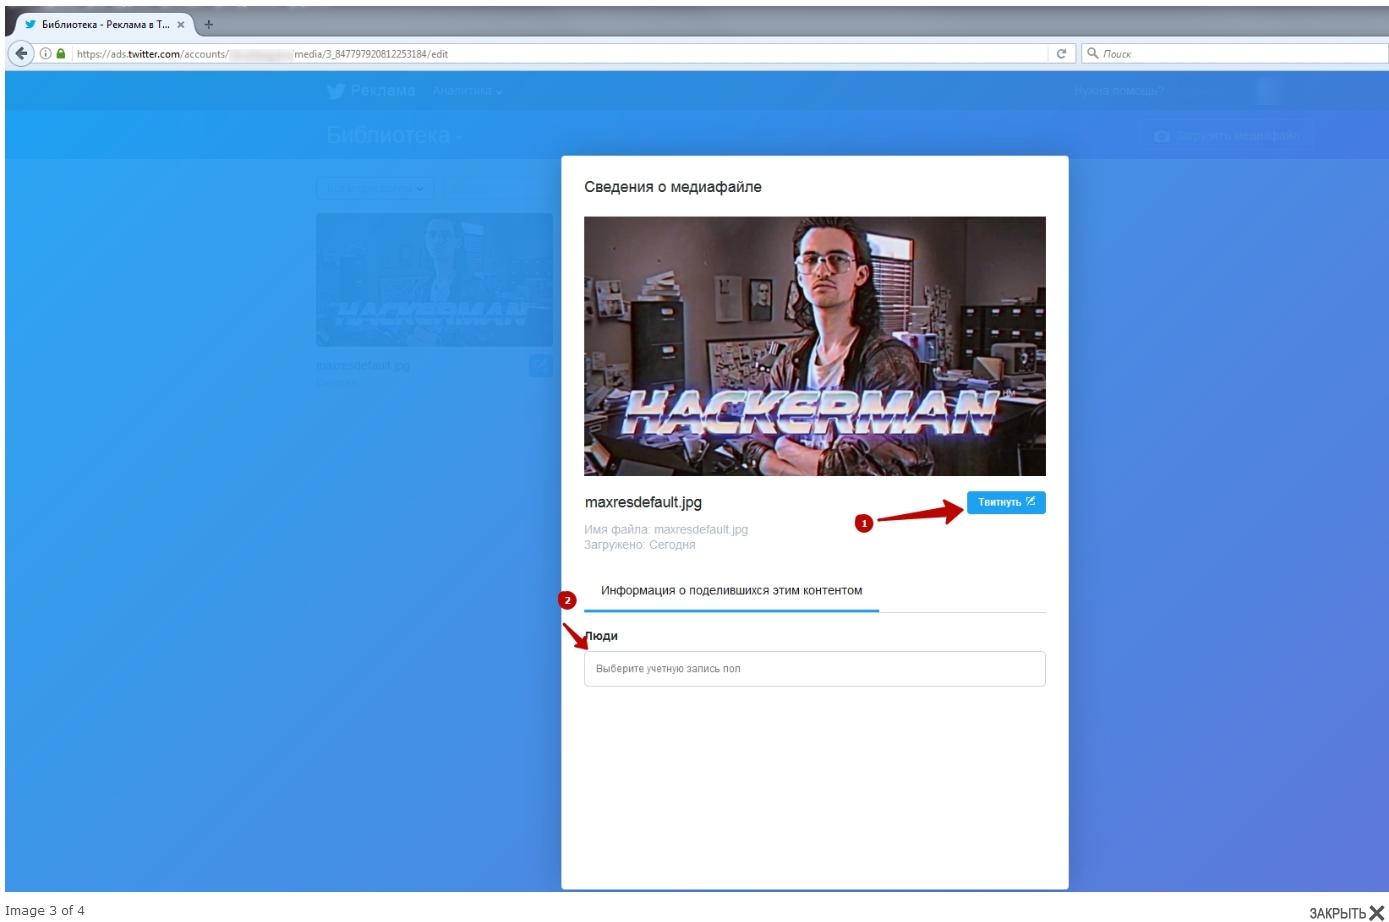 Библиотека - Реклама в Т...
https://ads.twitter.com/accounts/ media/3_847797920812253184/edit
Поиск
Реклама Аналитика
Нужна помощь?
Библиотека
Загрузить медиафайл
Сведения о медиафайле
HACKERMAN
HACKERMAN
maxresdefault.jpg
Сегодня
maxresdefault.jpg
Твитнуть
1
Имя файла: maxresdefault.jpg
Загружено: Сегодня
Информация о поделившихся этим контентом
2
Люди
Выберите учетную запись пол
Image 3 of 4
ЗАКРЫТЬ